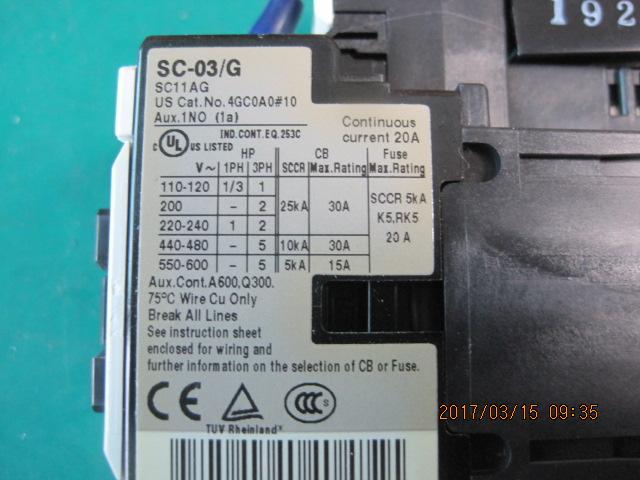 192
SC-03/G
SC11AG
US Cat.No.4GC0A0#10
Aux.1NO (1a)
Continuous
current 20A
C UL US LISTED
IND.CONT.EQ.253C
HP CB Fuse
V~ 1PH 3PH SCCR Max.Rating Max.Rating
110-120 1/3 1
200 - 2 25kA 30A
220-240 1 2
SCCR 5kA
K5,RK5
20 A
440-480 - 5 10kA 30A
550-600 - 5 5kA 15A
Aux.Cont.A600,Q300.
75°C Wire Cu Only
Break All Lines
See instruction sheet
enclosed for wiring and
further information on the selection of CB or Fuse.
CE
CCC S
TUV Rheinland
2017/03/15 09:35